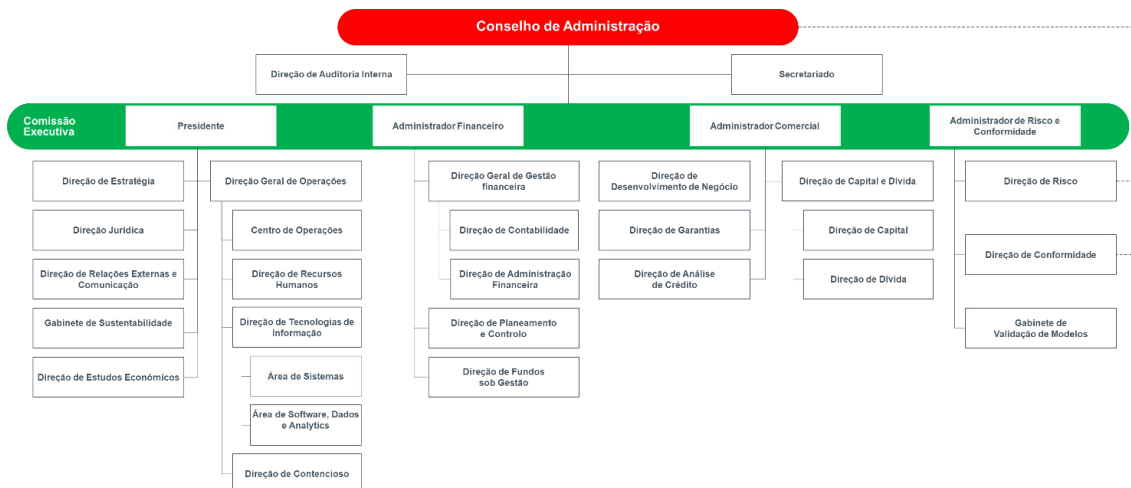 Conselho de Administração
Direção de Auditoria Interna
Secretariado
Comissão
Executiva
Presidente
Administrador Financeiro
Administrador Comercial
Administrador de Risco e
Conformidade
Direção de Estratégia
Direção Jurídica
Direção de Relações Externas e
Comunicação
Gabinete de Sustentabilidade
Direção de Estudos Económicos
Direção Geral de Operações
Centro de Operações
Direção de Recursos
Humanos
Direção de Tecnologias de
Informação
Área de Sistemas
Área de Software, Dados
e Analytics
Direção de Contencioso
Direção Geral de Gestão
financeira
Direção de Contabilidade
Direção de Administração
Financeira
Direção de Planeamento
e Controlo
Direção de Fundos
sob Gestão
Direção de
Desenvolvimento de Negócio
Direção de Garantias
Direção de Análise
de Crédito
Direção de Capital e Dívida
Direção de Capital
Direção de Dívida
Direção de Risco
Direção de Conformidade
Gabinete de
Validação de Modelos